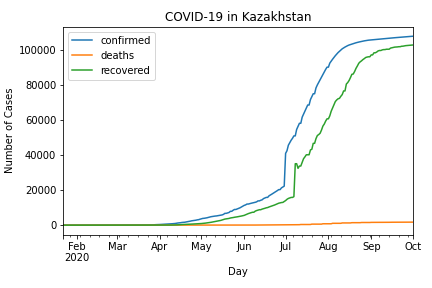 COVID-19 in Kazakhstan
confirmed
deaths
recovered
Number of Cases
100000
80000
60000
40000
20000
0
Feb Mar Apr May Jun Jul Aug Sep Oct
2020
Day